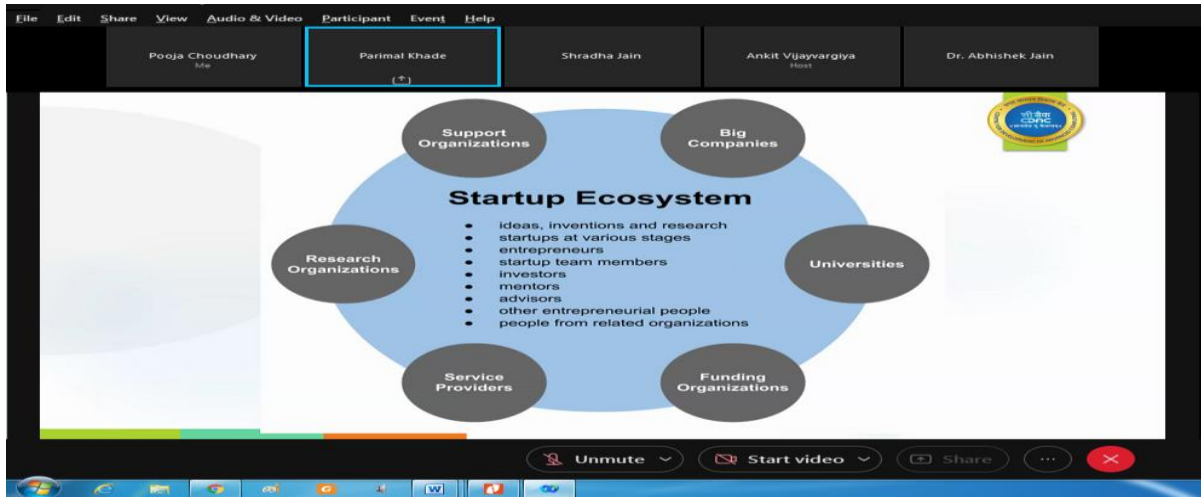 File Edit Share View Audio & Video Participant Event Help
Pooja Choudhary
Me
Parimal Khade
Shradha Jain
Ankit Vijayvargiya
Host
Dr. Abhishek Jain
Support
Organizations
Big
Companies
सी डैक
CDAC
Startup Ecosystem
• ideas, inventions and research
• startups at various stages
• entrepreneurs
• startup team members
• investors
• mentors
• advisors
• other entrepreneurial people
• people from related organizations
Research
Organizations
Universities
Service
Providers
Funding
Organizations
Unmute
Start video
Share
W